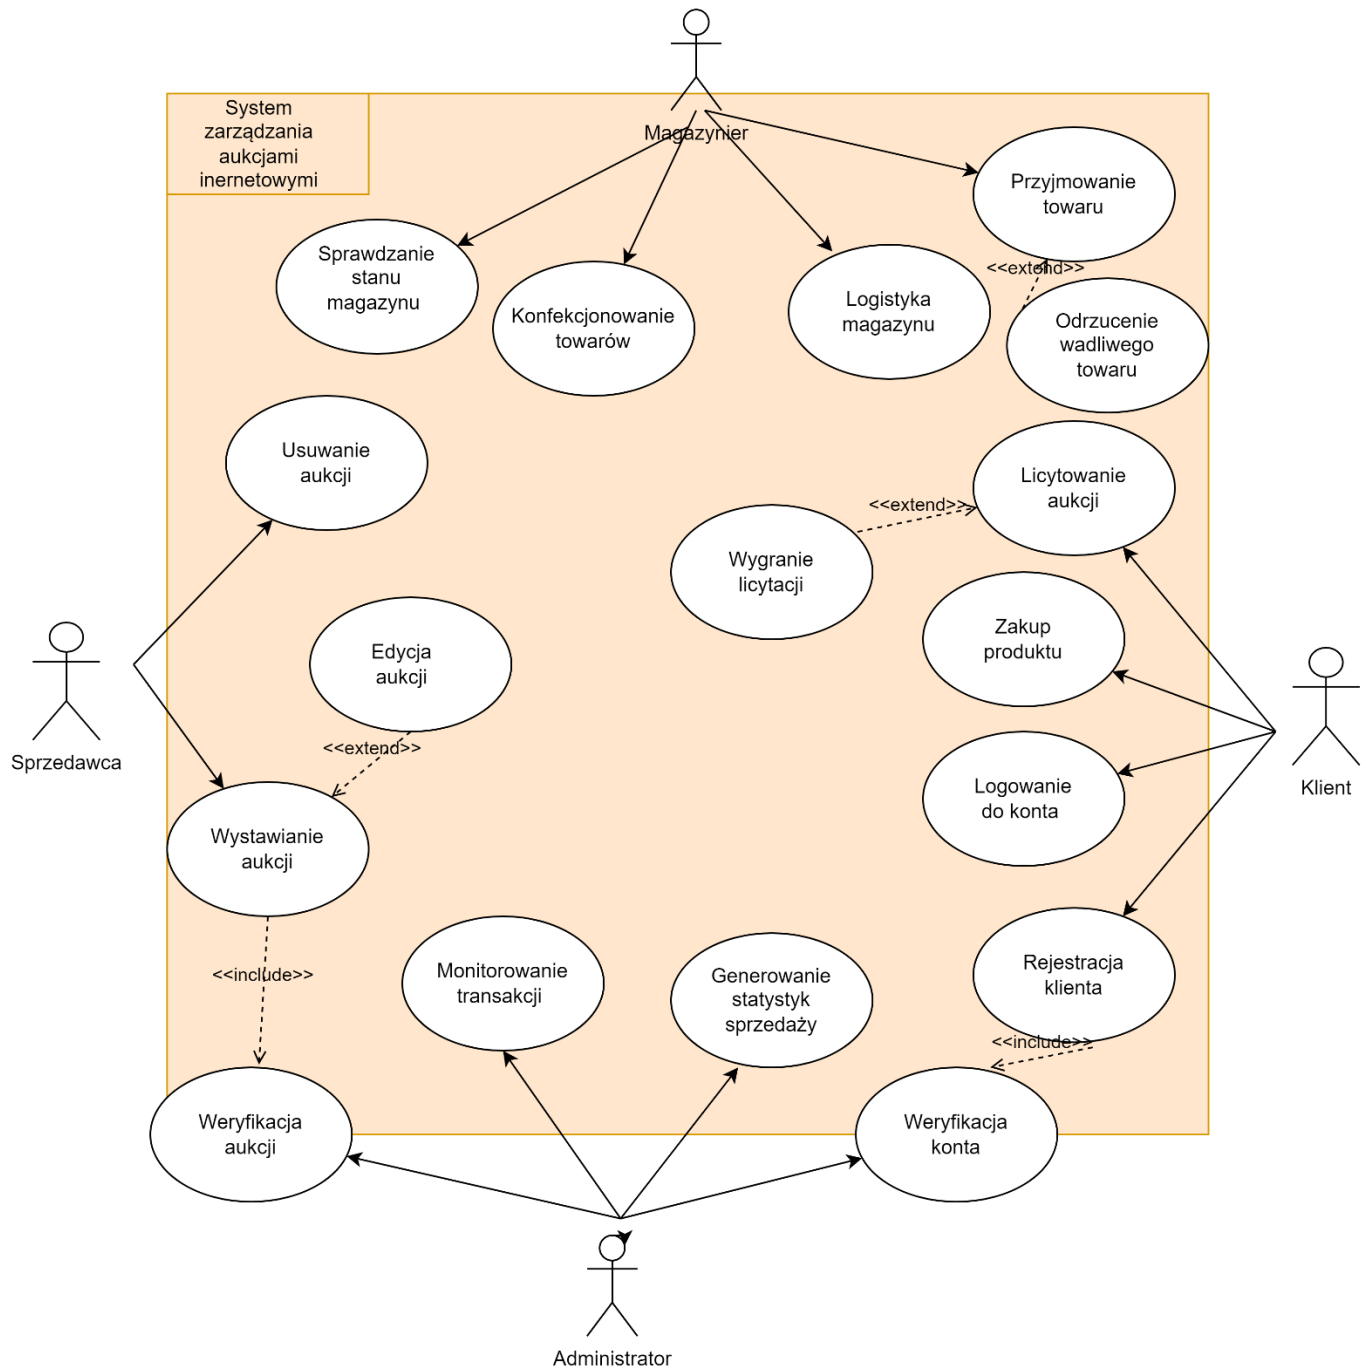 System
zarządzania
aukcjami
inernetowymi
Magazynier
Przyjmowanie
towaru
Sprawdzanie
stanu
magazynu
Konfekcjonowanie
towarów
Logistyka
magazynu
<<extend>>
Odrzucenie
wadliwego
towaru
Usuwanie
aukcji
Licytowanie
aukcji
<<extend>>
Wygranie
licytacji
Zakup
produktu
Edycja
aukcji
<<extend>>
Sprzedawca
Klient
Logowanie
do konta
Wystawianie
aukcji
<<include>>
Monitorowanie
transakcji
Generowanie
statystyk
sprzedaży
Rejestracja
klienta
<<include>>
Weryfikacja
aukcji
Weryfikacja
konta
Administrator